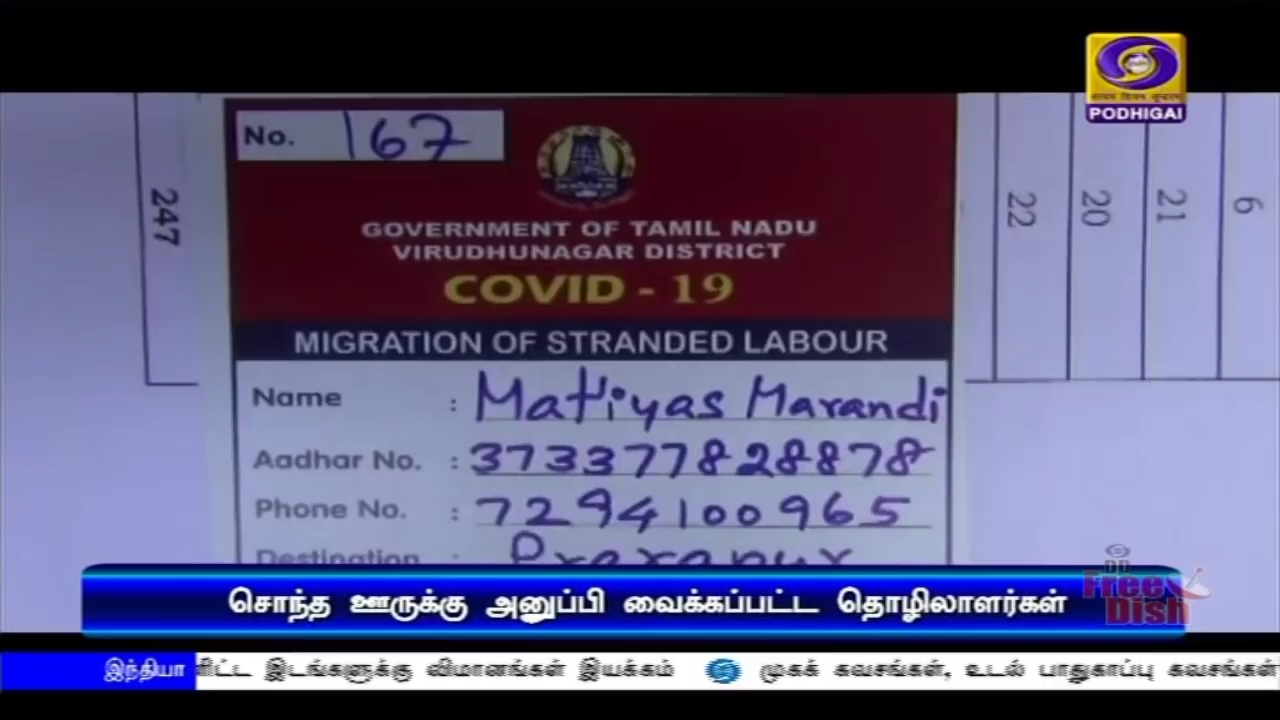 PODHIGAI
No. 167
247
22
20
21
6
GOVERNMENT OF TAMIL NADU
VIRUDHUNAGAR DISTRICT
COVID - 19
MIGRATION OF STRANDED LABOUR
Name : Matiyas Marandi
Aadhar No. : 373377828878
Phone No. : 7294100965
Destination :
சொந்த ஊருக்கு அனுப்பி வைக்கப்பட்ட தொழிலாளர்கள்
DD
Free
Dish
இந்தியா ளிட்ட இடங்களுக்கு விமானங்கள் இயக்கம் முகக் கவசங்கள், உடல் பாதுகாப்பு கவசங்கள்